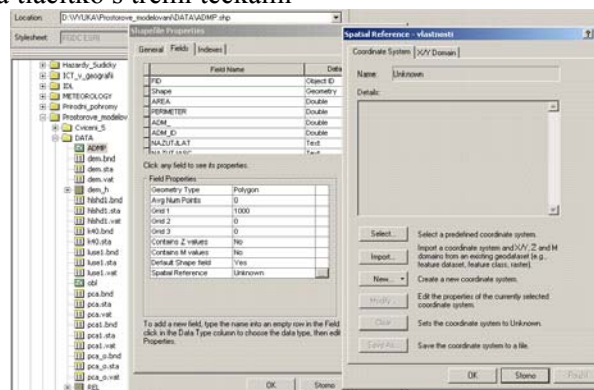 a tlačítko s třemi tečkami
Location: D:\VYUKA\Prostorove_modelovani\DATA\ADMP.shp
Stylesheet: FGDC ESRI
Hazardy_Sudicky
ICT_v_geografii
IDL
METEOROLOGY
Prirodni_pohromy
Prostorove_modelov
Cviceni_5
DATA
ADMP
dem.bnd
dem.sta
dem.vat
dem_h
hlshd1.bnd
hlshd1.sta
hlshd1.vat
k40.bnd
k40.sta
luse1.bnd
luse1.sta
luse1.vat
obl
pca.bnd
pca.sta
pca.vat
pca1.bnd
pca1.sta
pca1.vat
pca_o.bnd
pca_o.sta
pca_o.vat
REL
Shapefile Properties
General Fields Indexes
Field Name Data
FID Object ID
Shape Geometry
AREA Double
PERIMETER Double
ADM_ Double
ADM_ID Double
NAZUTJLAT Text
Click any field to see its properties.
Field Properties
Geometry Type Polygon
Avg Num Points 0
Grid 1 1000
Grid 2 0
Grid 3 0
Contains Z values No
Contains M values No
Default Shape field Yes
Spatial Reference Unknown
To add a new field, type the name into an empty row in the Field
click in the Data Type column to choose the data type, then edit
Properties.
OK Storno
Spatial Reference - vlastnosti
Coordinate System X/Y Domain
Name: Unknown
Details:
Select... Select a predefined coordinate system.
Import... Import a coordinate system and X/Y, Z and M
domains from an existing geodataset (e.g.,
feature dataset, feature class, raster).
New... Create a new coordinate system.
Modify... Edit the properties of the currently selected
coordinate system.
Clear Sets the coordinate system to Unknown.
Save As... Save the coordinate system to a file.
OK Storno Použít